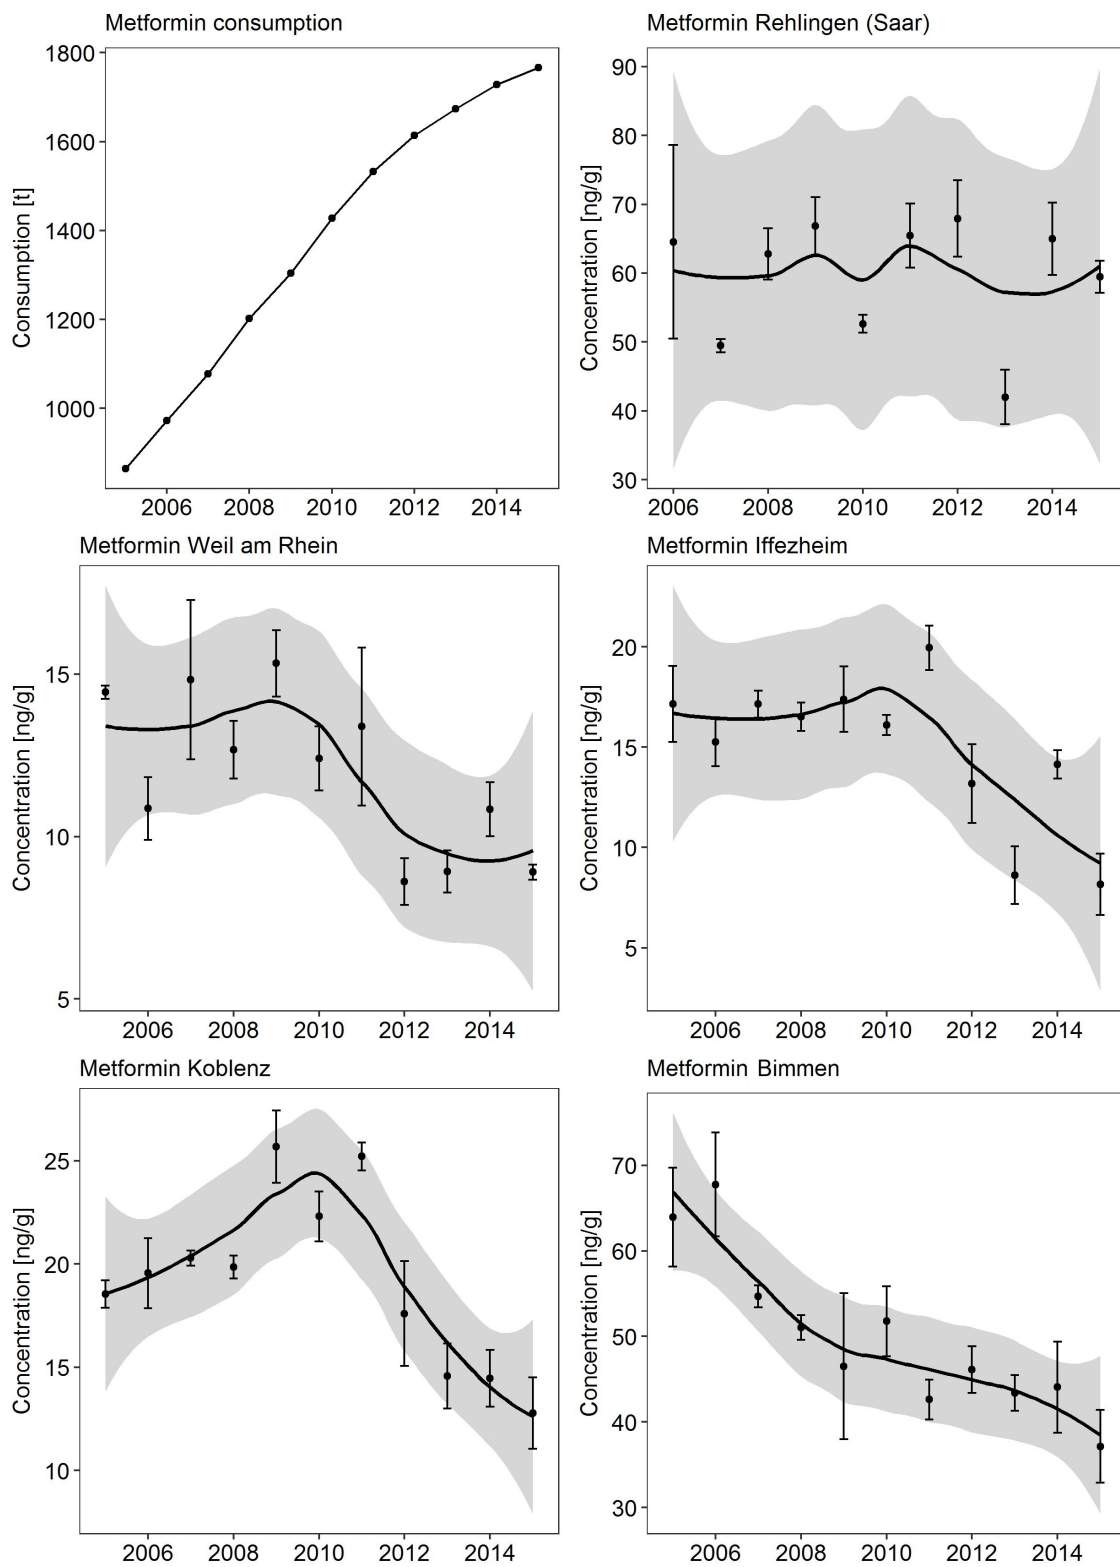 Metformin consumption
Consumption [t]
1800
1600
1400
1200
1000
2006 2008 2010 2012 2014
Metformin Rehlingen (Saar)
Concentration [ng/g]
90
80
70
60
50
40
30
2006 2008 2010 2012 2014
Metformin Weil am Rhein
Concentration [ng/g]
15
10
5
2006 2008 2010 2012 2014
Metformin Iffezheim
Concentration [ng/g]
20
15
10
5
2006 2008 2010 2012 2014
Metformin Koblenz
Concentration [ng/g]
25
20
15
10
2006 2008 2010 2012 2014
Metformin Bimmen
Concentration [ng/g]
70
60
50
40
30
2006 2008 2010 2012 2014